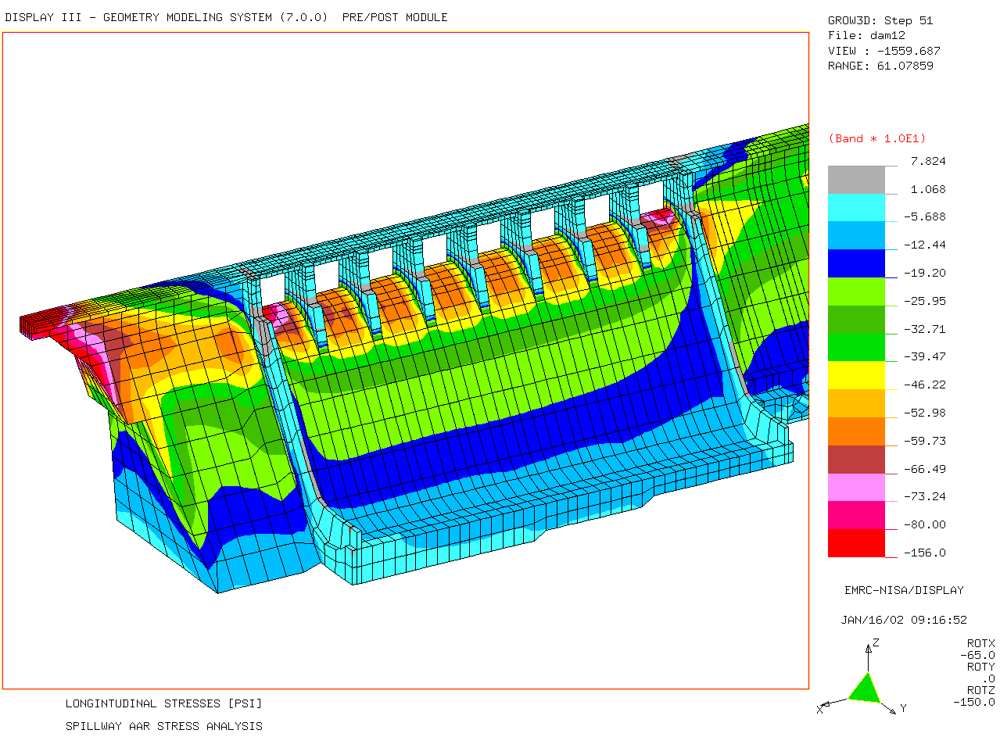 DISPLAY III - GEOMETRY MODELING SYSTEM (7.0.0)  PRE/POST MODULE
GROW3D: Step 51
File: dam12
VIEW : -1559.687
RANGE: 61.07859
(Band * 1.0E1)
7.824
1.068
-5.688
-12.44
-19.20
-25.95
-32.71
-39.47
-46.22
-52.98
-59.73
-66.49
-73.24
-80.00
-156.0
EMRC-NISA/DISPLAY
JAN/16/02 09:16:52
Z
X
Y
ROTX
-65.0
ROTY
.0
ROTZ
-150.0
LONGINTUDINAL STRESSES [PSI]
SPILLWAY AAR STRESS ANALYSIS